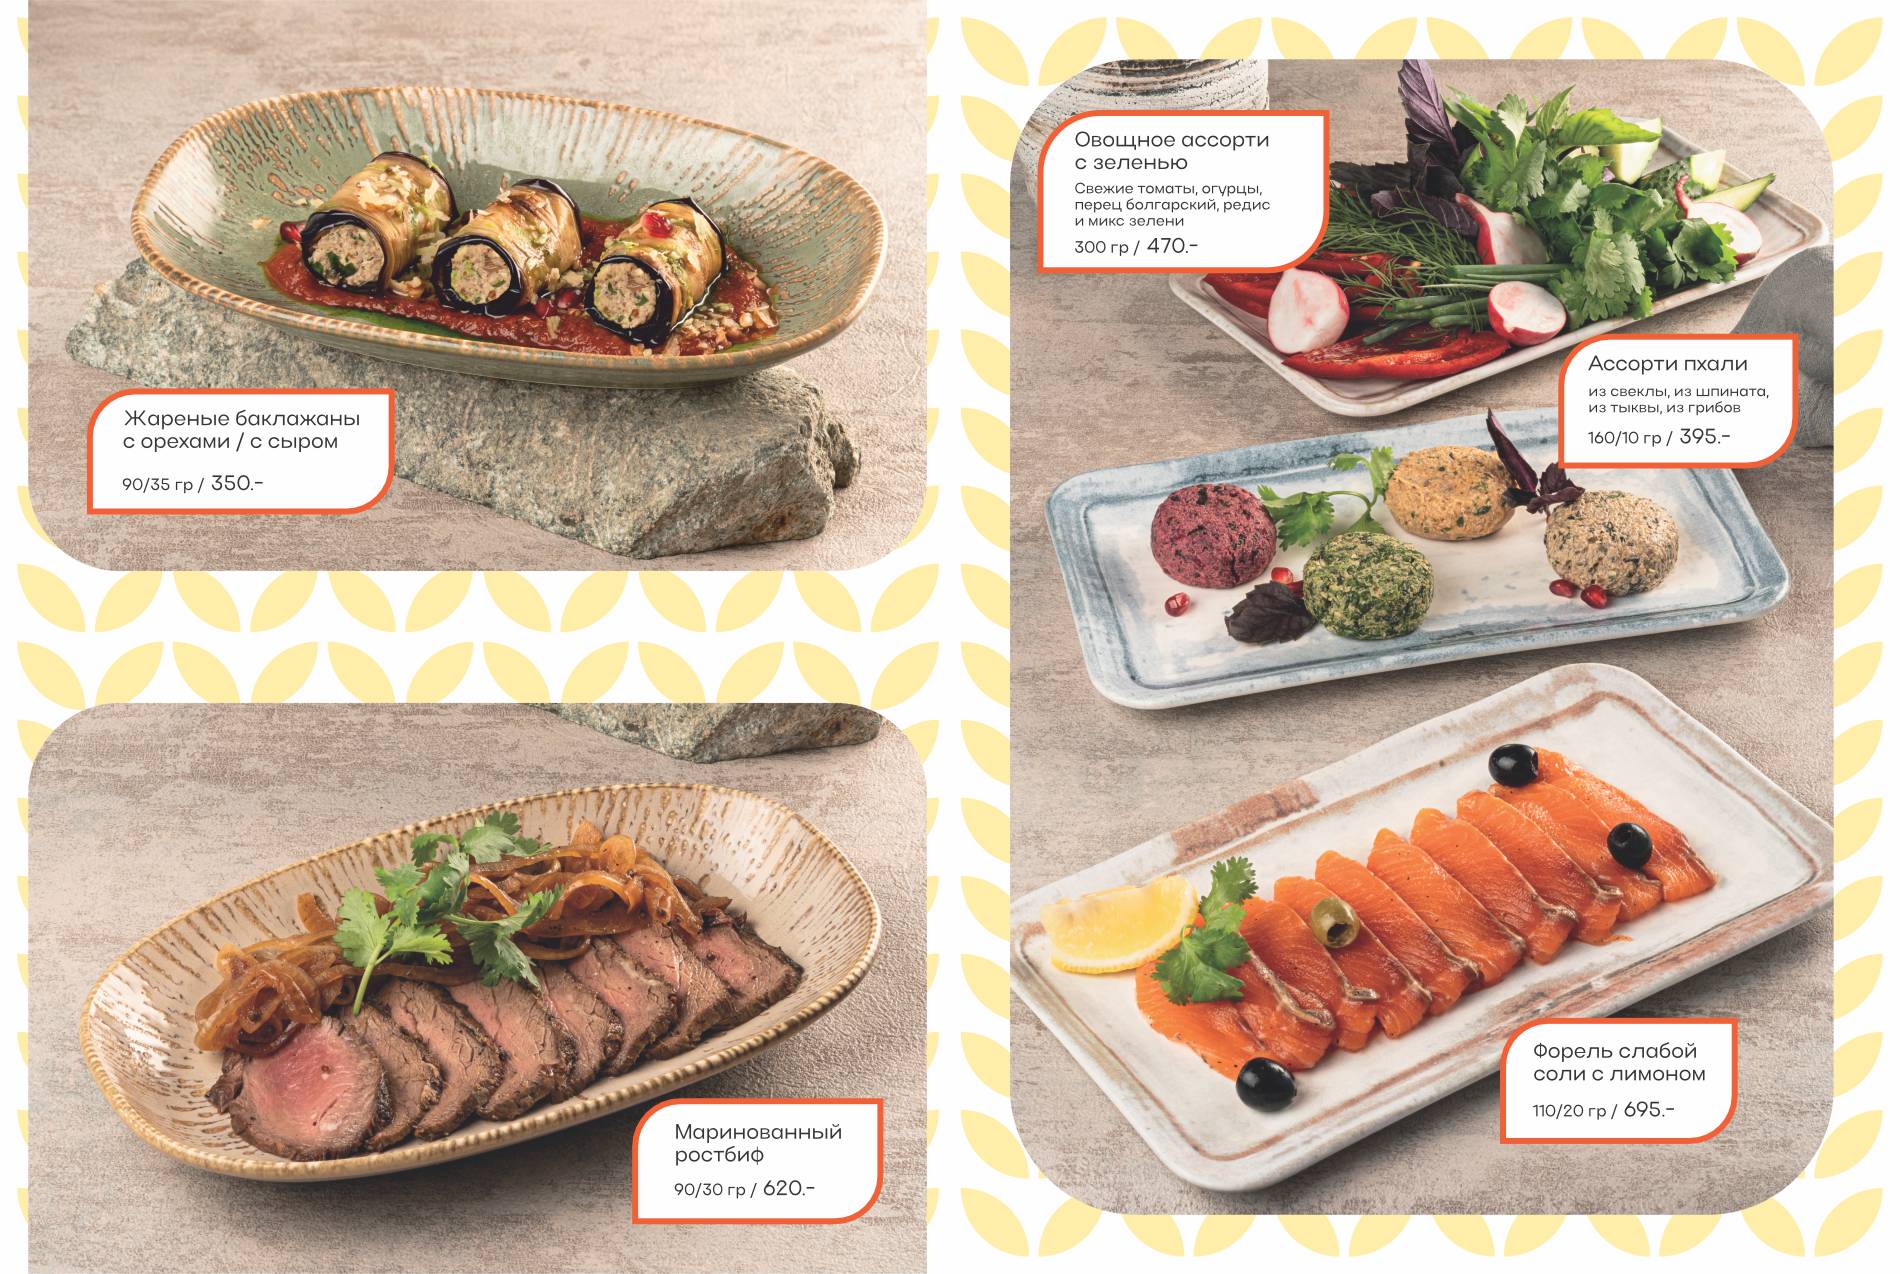 Жареные баклажаны
с орехами / с сыром
90/35 гр / 350.-
Маринованный
ростбиф
90/30 гр / 620.-
Овощное ассорти
с зеленью
Свежие томаты, огурцы,
перец болгарский, редис
и микс зелени
300 гр / 470.-
Ассорти пхали
из свеклы, из шпината,
из тыквы, из грибов
160/10 гр / 395.-
Форель слабой
соли с лимоном
110/20 гр / 695.-